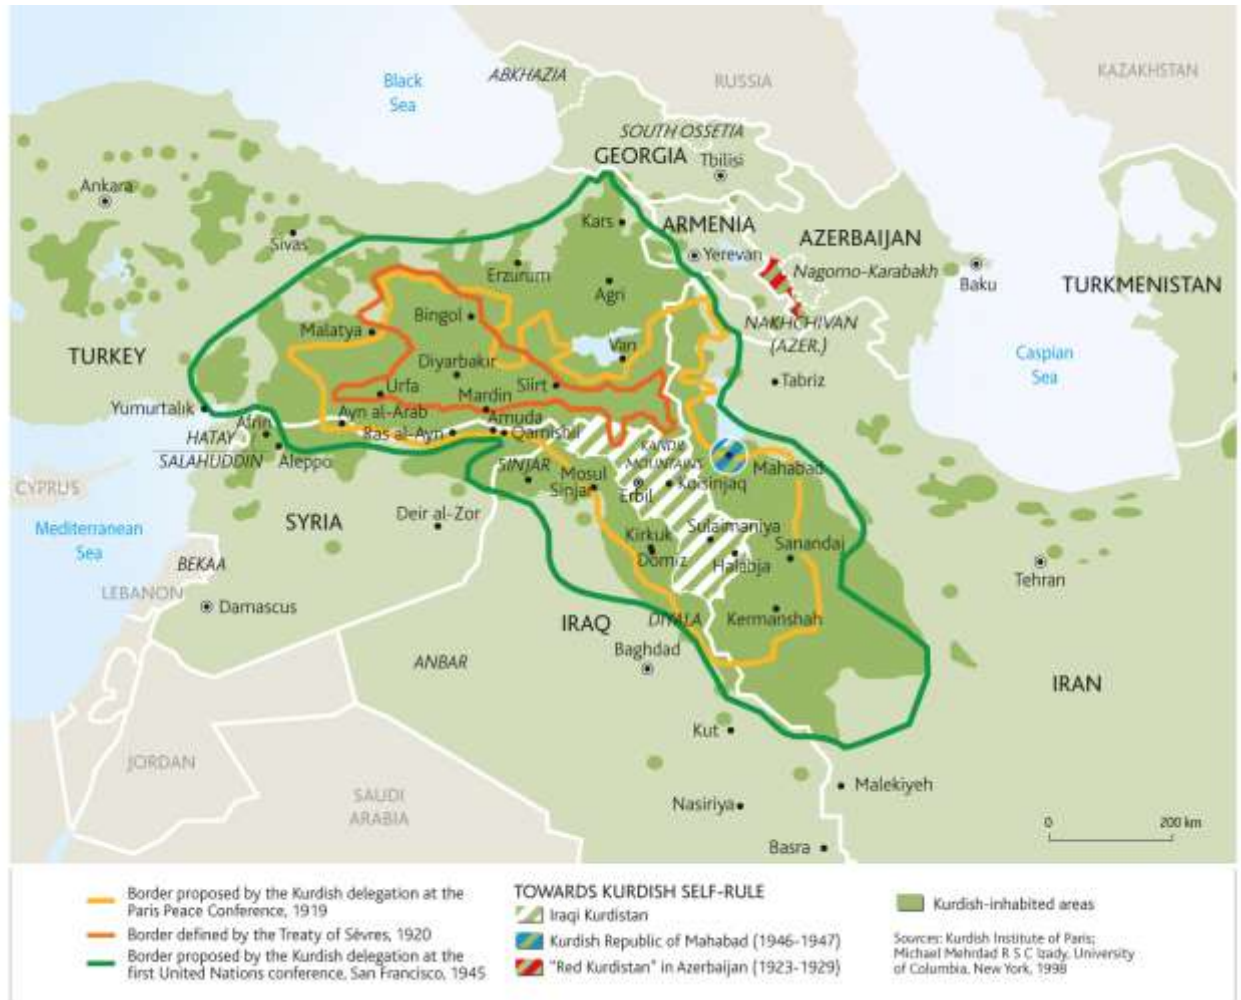 ABKHAZIA
RUSSIA
KAZAKHSTAN
Black
Sea
SOUTH OSSETIA
GEORGIA
Tbilisi
Ankara
Sivas
Kars
ARMENIA
Yerevan
AZERBAIJAN
Nagorno-Karabakh
Baku
TURKMENISTAN
Erzurum
Agri
Bingol
Malatya
NAKHCHIVAN
(AZER.)
Van
TURKEY
Diyarbakir
Caspian
Sea
Tabriz
Urfa
Siirt
Mardin
Yumurtalik
Afrin
Ayn al-Arab
Amuda
Ras al-Ayn
Qamishli
HATAY
SALAHUDDIN
Aleppo
KANDIL
MOUNTAINS
SINJAR
Mosul
Sinjar
Erbil
Koisinjaq
Mahabad
CYPRUS
Mediterranean
Sea
SYRIA
Deir al-Zor
Kirkuk
Domiz
Sulaimaniya
Halabja
Sanandaj
Tehran
BEKAA
LEBANON
Damascus
IRAQ
DIYALA
Kermanshah
Baghdad
ANBAR
IRAN
Kut
JORDAN
SAUDI
ARABIA
Malekiyeh
Nasiriya
Basra
0 200 km
Border proposed by the Kurdish delegation at the
Paris Peace Conference, 1919
Border defined by the Treaty of Sèvres, 1920
Border proposed by the Kurdish delegation at the
first United Nations conference, San Francisco, 1945
TOWARDS KURDISH SELF-RULE
Iraqi Kurdistan
Kurdish Republic of Mahabad (1946-1947)
"Red Kurdistan" in Azerbaijan (1923-1929)
Kurdish-inhabited areas
Sources: Kurdish Institute of Paris;
Michael Mehrdad R S C Izady, University
of Columbia, New York, 1998